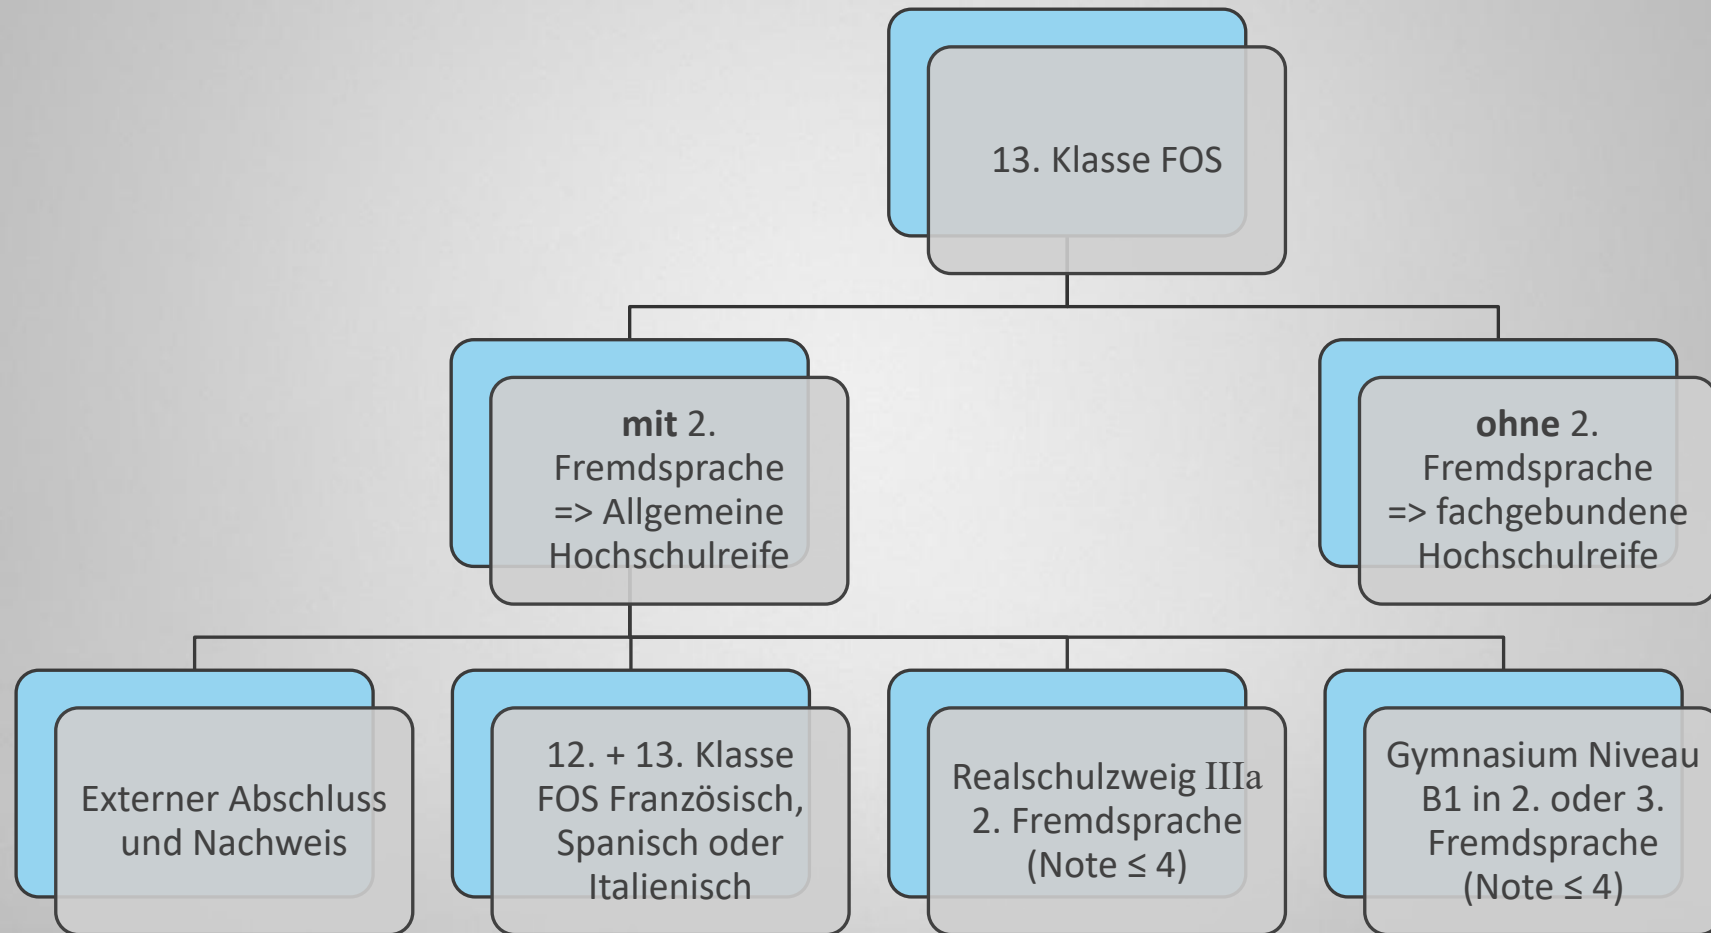 13. Klasse FOS
mit 2.
Fremdsprache
=> Allgemeine
Hochschulreife
ohne 2.
Fremdsprache
=> fachgebundene
Hochschulreife
Externer Abschluss
und Nachweis
12. + 13. Klasse
FOS Französisch,
Spanisch oder
Italienisch
Realschulzweig IIIa
2. Fremdsprache
(Note ≤ 4)
Gymnasium Niveau
B1 in 2. oder 3.
Fremdsprache
(Note ≤ 4)